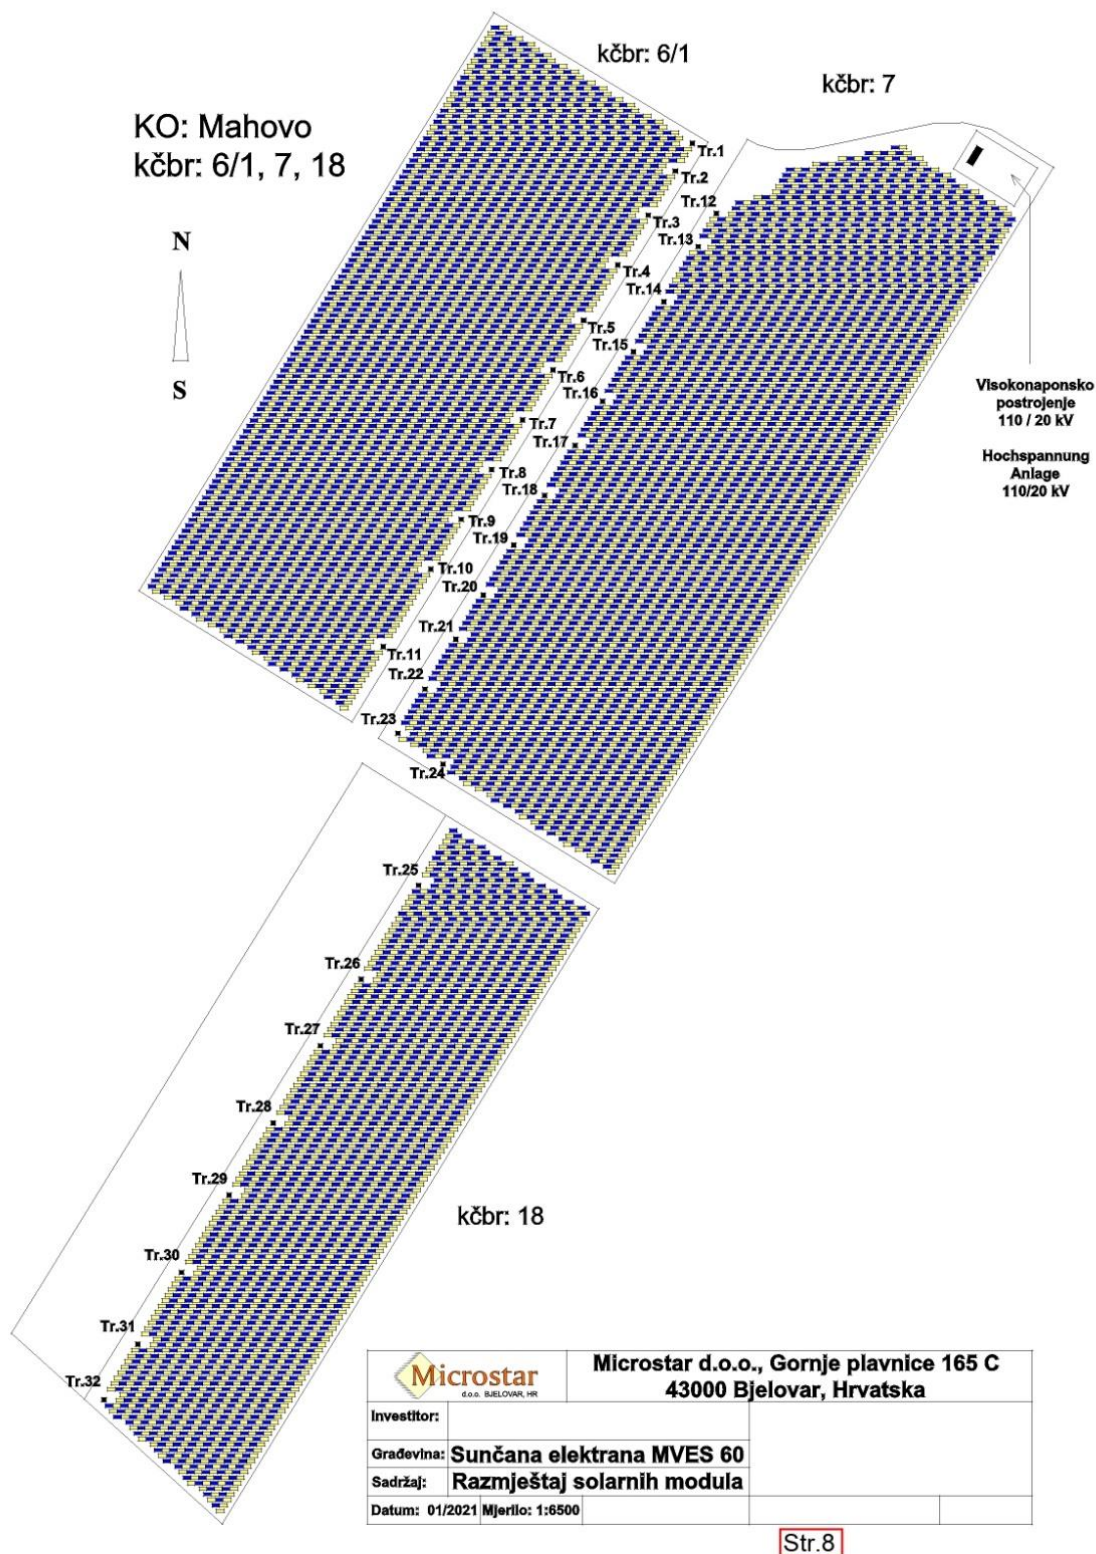 kčbr: 6/1
kčbr: 7
KO: Mahovo
kčbr: 6/1, 7, 18
N
S
Tr.1
Tr.2
Tr.12
Tr.3
Tr.13
Tr.4
Tr.14
Tr.5
Tr.15
Tr.6
Tr.16
Tr.7
Tr.17
Tr.8
Tr.18
Tr.9
Tr.19
Tr.10
Tr.20
Tr.21
Tr.11
Tr.22
Tr.23
Tr.24
Visokonaponsko
postrojenje
110 / 20 kV
Hochspannung
Anlage
110/20 kV
Tr.25
Tr.26
Tr.27
Tr.28
Tr.29
Tr.30
Tr.31
Tr.32
kčbr: 18
Microstar
d.o.o. BJELOVAR, HR
Microstar d.o.o., Gornje plavnice 165 C
43000 Bjelovar, Hrvatska
Investitor:
Građevina: Sunčana elektrana MVES 60
Sadržaj: Razmještaj solarnih modula
Datum: 01/2021 Mjerilo: 1:6500
Str.8